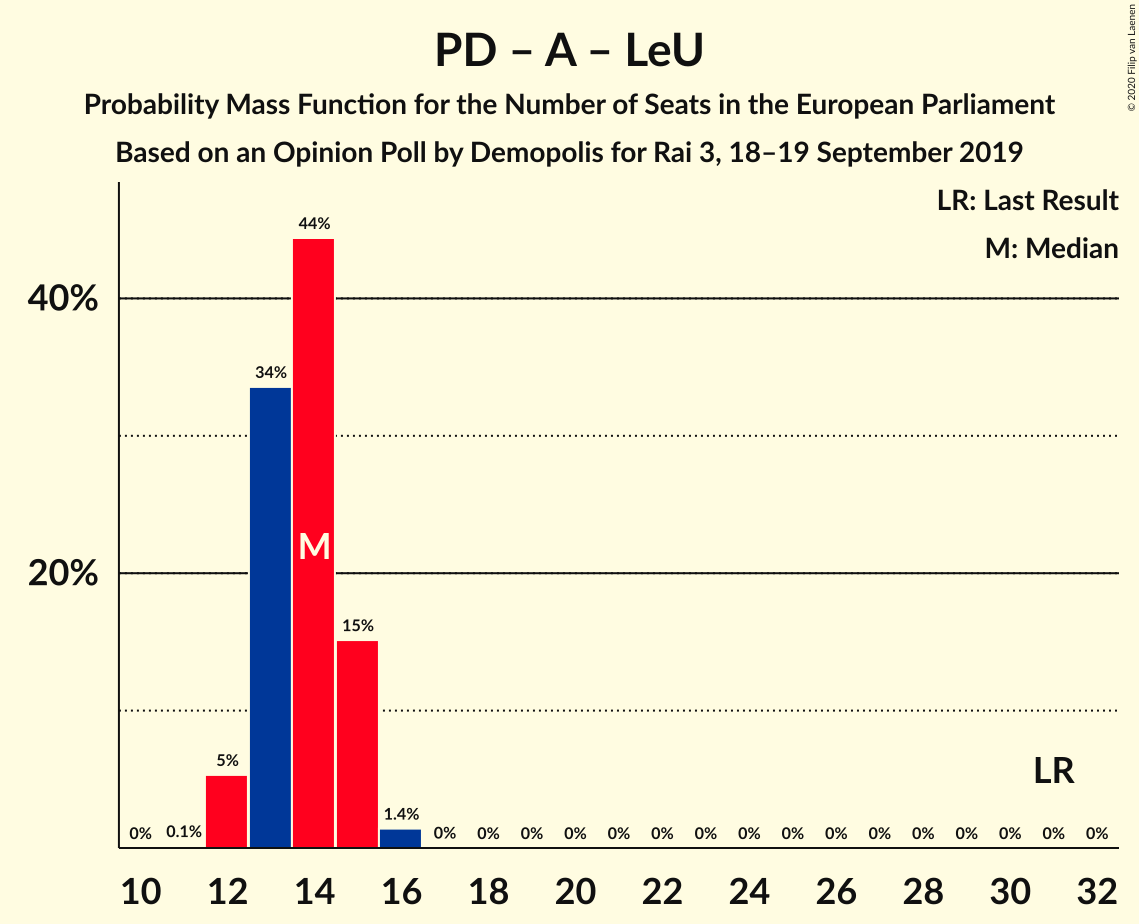 PD – A – LeU
Probability Mass Function for the Number of Seats in the European Parliament
Based on an Opinion Poll by Demopolis for Rai 3, 18–19 September 2019
© 2020 Filip van Laenen
LR: Last Result
M: Median
40%
20%
0% 0.1% 5% 34% 44% 15% 1.4% 0% 0% 0% 0% 0% 0% 0% 0% 0% 0% 0% 0% 0% 0% 0% 0%
M
LR
10 12 14 16 18 20 22 24 26 28 30 32